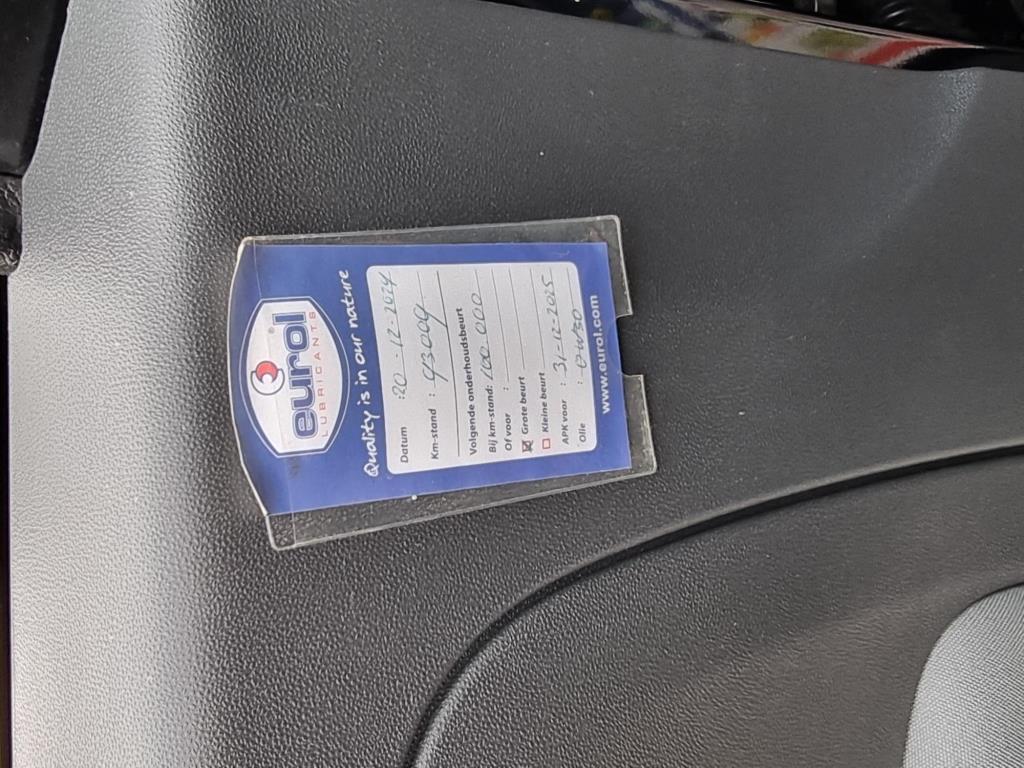 eurol®
LUBRICANTS
Quality is in our nature
Datum : 20-12-2024
Km-stand : 93009
Volgende onderhoudsbeurt
Bij km-stand: 100.000
Of voor :
Grote beurt
Kleine beurt
APK voor : 31-12-2025
Olie : 0W30
www.eurol.com